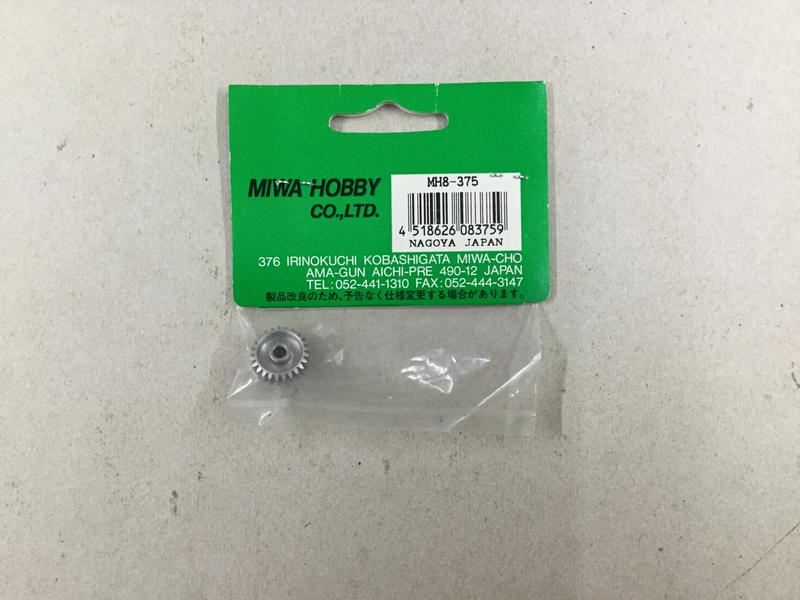 MIWA HOBBY
CO.,LTD.
MH8-375
4 518626 083759
NAGOYA JAPAN
376 IRINOKUCHI KOBASHIGATA MIWA-CHO
AMA-GUN AICHI-PRE 490-12 JAPAN
TEL:052-441-1310 FAX:052-444-3147
製品改良のため、予告なく仕様変更する場合があります。